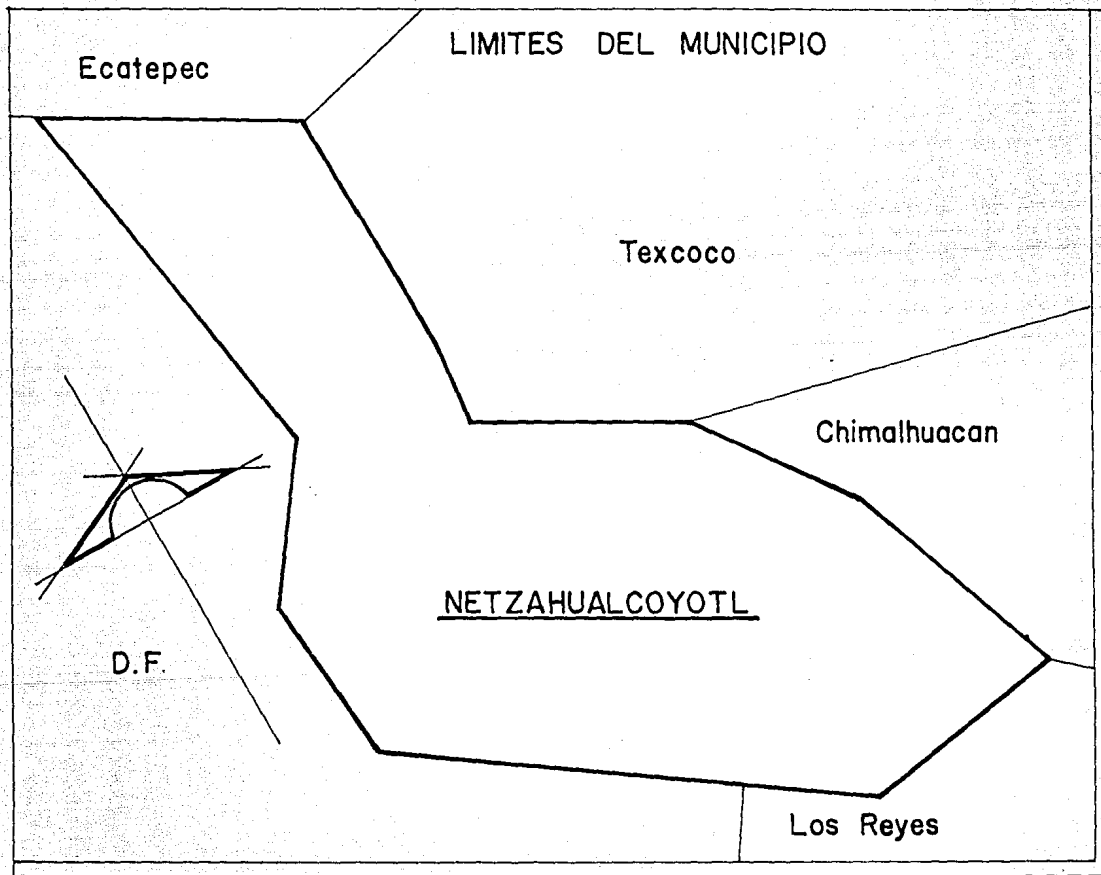 LIMITES DEL MUNICIPIO
Ecatepec
Texcoco
Chimalhuacan
NETZAHUALCOYOTL
D.F.
Los Reyes